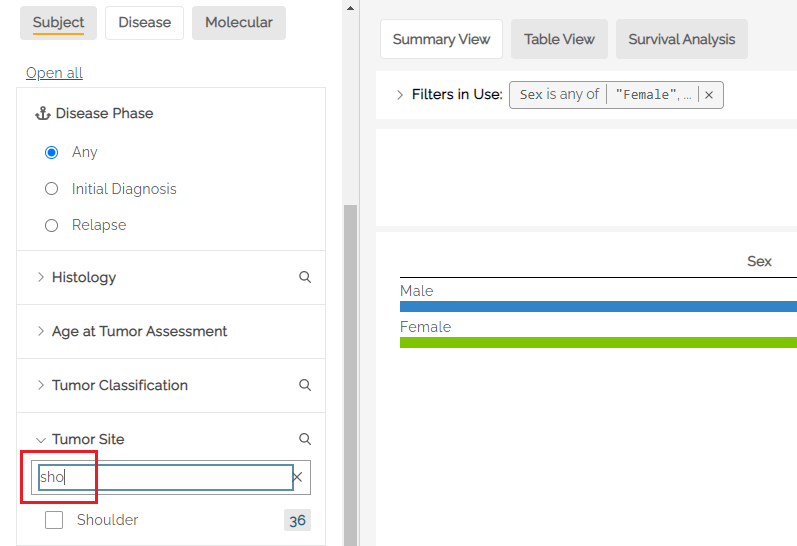 Subject Disease Molecular
Open all
Disease Phase
Any
Initial Diagnosis
Relapse
Histology
Age at Tumor Assessment
Tumor Classification
Tumor Site
sho
Shoulder 36
Summary View Table View Survival Analysis
Filters in Use: Sex is any of "Female", ... ×
Sex
Male
Female